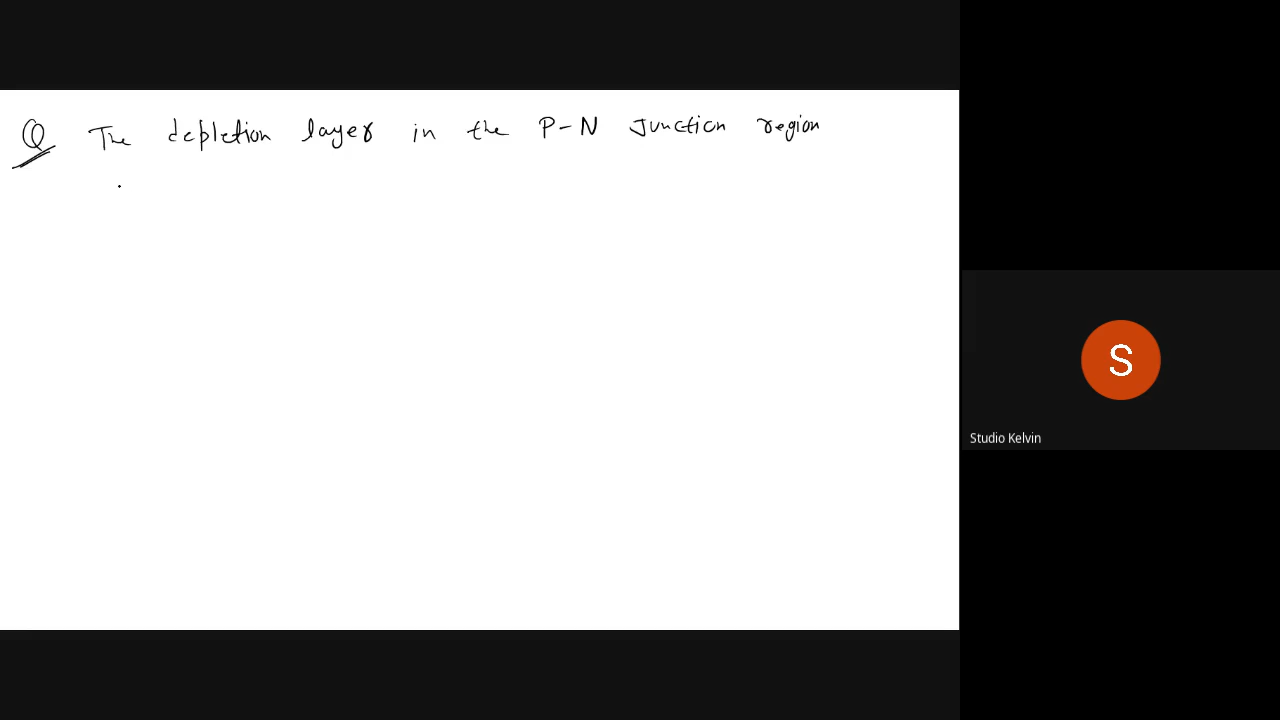 Q The depletion layer in the P-N Junction region
S
Studio Kelvin